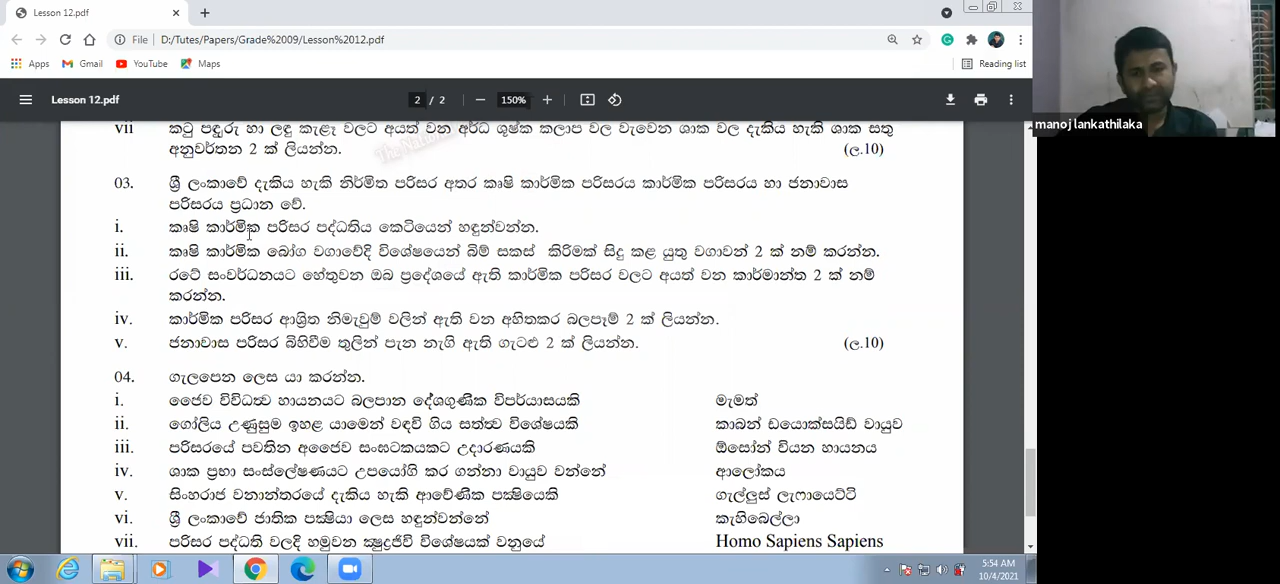 Lesson 12
File D:/Tutes/Papers/Grade%2009/Lesson%2012.pdf
Apps Gmail YouTube Maps Reading list
Lesson 12.pdf 2 / 2 150%
manoj lankathilaka
vii කටු පඳුරු හා ලඳු කැළෑ වලට අයත් වන අර්ධ ශුෂ්ක කලාප වල වැවෙන ශාක වල දැකිය හැකි ශාක සතු
අනුවර්තන 2 ක් ලියන්න. (ල.10)
03. ශ්‍රී ලංකාවේ දැකිය හැකි නිර්මිත පරිසර අතර කෘෂි කාර්මික පරිසරය කාර්මික පරිසරය හා ජනාවාස
පරිසරය ප්‍රධාන වේ.
i. කෘෂි කාර්මික පරිසර පද්ධතිය කෙටියෙන් හඳුන්වන්න.
ii. කෘෂි කාර්මික බෝග වගාවේදි විශේෂයෙන් බිම් සකස් කිරිමක් සිදු කළ යුතු වගාවන් 2 ක් නම් කරන්න.
iii. රටේ සංවර්ධනයට හේතුවන ඔබ ප්‍රදේශයේ ඇති කාර්මික පරිසර වලට අයත් වන කාර්මාන්ත 2 ක් නම්
කරන්න.
iv. කාර්මික පරිසර ආශ්‍රිත නිමැවුම් වලින් ඇති වන අහිතකර බලපෑම් 2 ක් ලියන්න.
v. ජනාවාස පරිසර බිහිවීම තුලින් පැන නැගි ඇති ගැටළු 2 ක් ලියන්න. (ල.10)
04. ගැලපෙන ලෙස යා කරන්න.
i. ජෛව විවිධත්ව හායනයට බලපාන දේශගුණික විපර්යාසයකි මැමත්
ii. ගෝලිය උණුසුම ඉහළ යාමෙන් වඳවි ගිය සත්ත්ව විශේෂයකි කාබන් ඩයොක්සයිඩ් වායුව
iii. පරිසරයේ පවතින අජෛව සංඝටකයකට උදාරණයකි ඕසෝන් වියන හායනය
iv. ශාක ප්‍රභා සංස්ලේෂණයට උපයෝගි කර ගන්නා වායුව වන්නේ ආලෝකය
v. සිංහරාජ වනාන්තරයේ දැකිය හැකි ආවේණික පක්ෂියෙකි ගැල්ලුස් ලැෆායෙට්ටි
vi. ශ්‍රී ලංකාවේ ජාතික පක්ෂියා ලෙස හඳුන්වන්නේ කැහිබෙල්ලා
vii. පරිසර පද්ධති වලදි හමුවන ක්ෂුද්‍රජීවි විශේෂයක් වනුයේ Homo Sapiens Sapiens
5:54 AM
10/4/2021